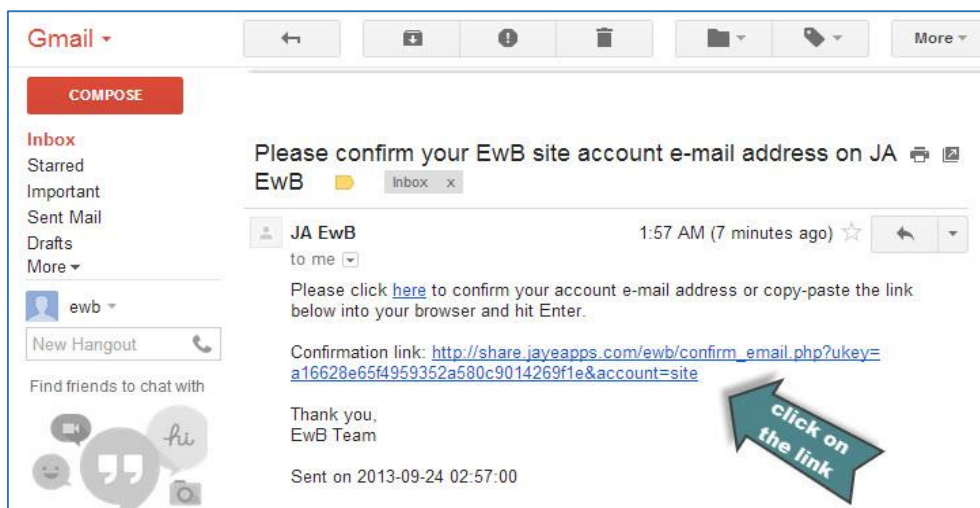 Gmail
More
COMPOSE
Inbox
Starred
Important
Sent Mail
Drafts
More
ewb
New Hangout
Find friends to chat with
hi
Please confirm your EwB site account e-mail address on JA
EwB
Inbox x
JA EwB
1:57 AM (7 minutes ago)
to me
Please click here to confirm your account e-mail address or copy-paste the link
below into your browser and hit Enter.
Confirmation link: http://share.jayeapps.com/ewb/confirm_email.php?ukey=
a16628e65f4959352a580c9014269f1e&account=site
Thank you,
EwB Team
Sent on 2013-09-24 02:57:00
click on
the link